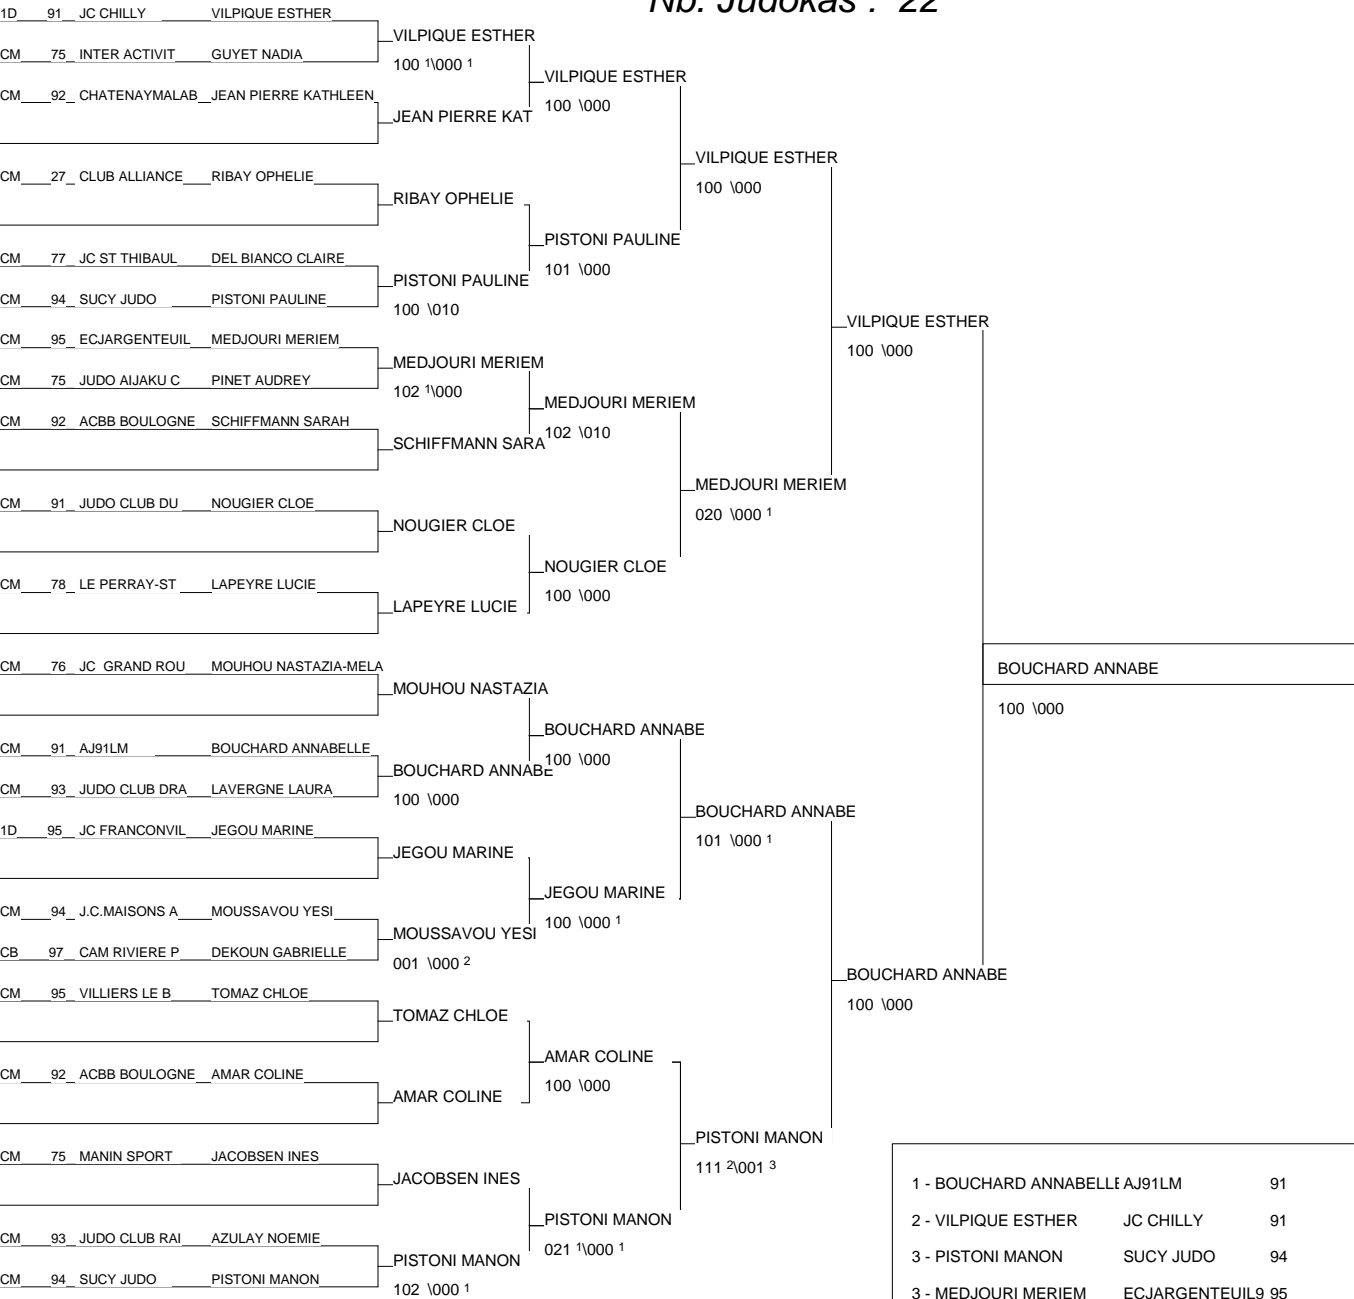 Nb. Judokas : 22
1D 91 JC CHILLY VILPIQUE ESTHER
VILPIQUE ESTHER
CM 75 INTER ACTIVIT GUYET NADIA
100 1\000 1
VILPIQUE ESTHER
CM 92 CHATENAYMALAB JEAN PIERRE KATHLEEN
100 \000
JEAN PIERRE KAT
VILPIQUE ESTHER
CM 27 CLUB ALLIANCE RIBAY OPHELIE
100 \000
RIBAY OPHELIE
PISTONI PAULINE
CM 77 JC ST THIBAUL DEL BIANCO CLAIRE
101 \000
PISTONI PAULINE
CM 94 SUCY JUDO PISTONI PAULINE
100 \010
VILPIQUE ESTHER
CM 95 ECJARGENTEUIL MEDJOURI MERIEM
100 \000
MEDJOURI MERIEM
CM 75 JUDO AIJAKU C PINET AUDREY
102 1\000
MEDJOURI MERIEM
CM 92 ACBB BOULOGNE SCHIFFMANN SARAH
102 \010
SCHIFFMANN SARA
MEDJOURI MERIEM
CM 91 JUDO CLUB DU NOUGIER CLOE
020 \000 1
NOUGIER CLOE
NOUGIER CLOE
CM 78 LE PERRAY-ST LAPEYRE LUCIE
100 \000
LAPEYRE LUCIE
CM 76 JC GRAND ROU MOUHOU NASTAZIA-MELA
BOUCHARD ANNABE
MOUHOU NASTAZIA
100 \000
BOUCHARD ANNABE
CM 91 AJ91LM BOUCHARD ANNABELLE
100 \000
BOUCHARD ANNABE
CM 93 JUDO CLUB DRA LAVERGNE LAURA
100 \000
BOUCHARD ANNABE
1D 95 JC FRANCONVIL JEGOU MARINE
101 \000 1
JEGOU MARINE
JEGOU MARINE
CM 94 J.C.MAISONS A MOUSSAVOU YESI
100 \000 1
MOUSSAVOU YESI
CB 97 CAM RIVIERE P DEKOUN GABRIELLE
001 \000 2
BOUCHARD ANNABE
CM 95 VILLIERS LE B TOMAZ CHLOE
100 \000
TOMAZ CHLOE
AMAR COLINE
CM 92 ACBB BOULOGNE AMAR COLINE
100 \000
AMAR COLINE
PISTONI MANON
CM 75 MANIN SPORT JACOBSEN INES
111 2\001 3
JACOBSEN INES
PISTONI MANON
CM 93 JUDO CLUB RAI AZULAY NOEMIE
021 1\000 1
PISTONI MANON
CM 94 SUCY JUDO PISTONI MANON
102 \000 1
1 - BOUCHARD ANNABELLE AJ91LM 91
2 - VILPIQUE ESTHER JC CHILLY 91
3 - PISTONI MANON SUCY JUDO 94
3 - MEDJOURI MERIEM ECJARGENTEUIL9 95